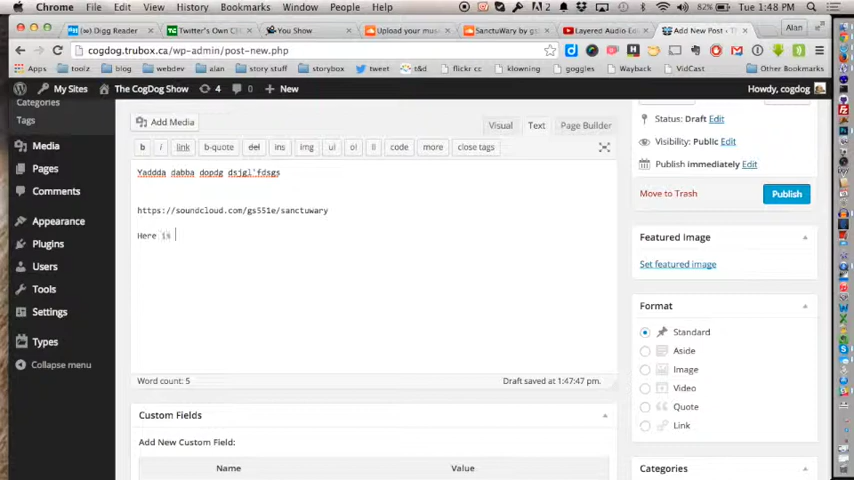 Chrome File Edit View History Bookmarks Window People Help 82% Tue 1:48 PM
Digg Reader Twitter's Own C You Show Upload your mus SanctuWary by gs Layered Audio Add New Post Alan
cogdog.trubox.ca/wp-admin/post-new.php
Apps toolz blogs webdev alan story stuff storybox tweet t&d flickr cc klowning goggles Wayback VidCast Other Bookmarks
My Sites The CogDog Show 4 0 New Howdy, cogdog
Categories
Tags
Media
Pages
Comments
Appearance
Plugins
Users
Tools
Settings
Types
Collapse menu
Add Media Visual Text Page Builder
b i link b-quote del ins img ul ol li code more close tags
Yaddda dabba dopdg dsjgl`fdsgs
https://soundcloud.com/gs551e/sanctuwary
Here is
Word count: 5 Draft saved at 1:47:47 pm.
Custom Fields
Add New Custom Field:
Name Value
Status: Draft Edit
Visibility: Public Edit
Publish immediately Edit
Move to Trash Publish
Featured Image
Set featured image
Format
Standard
Aside
Image
Video
Quote
Link
Categories